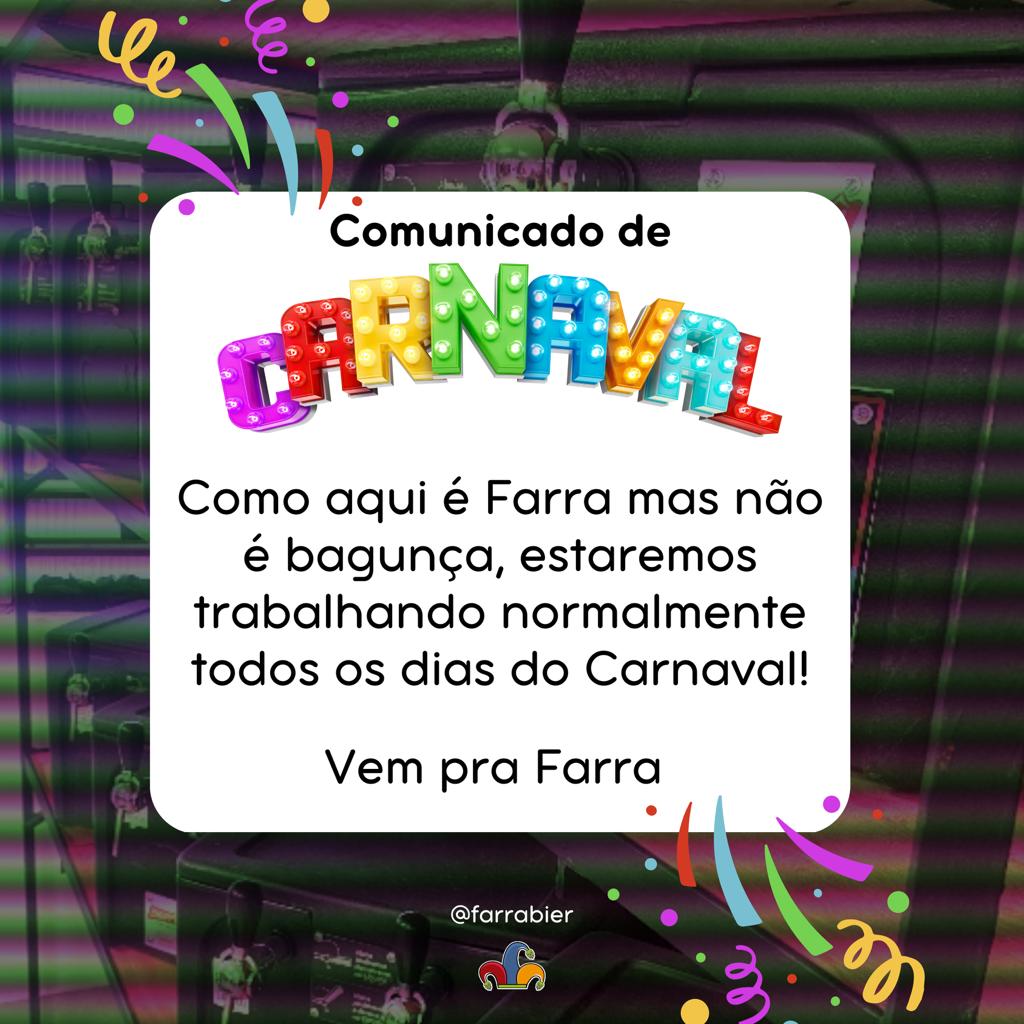 Comunicado de
CARNAVAL
Como aqui é Farra mas não
é bagunça, estaremos
trabalhando normalmente
todos os dias do Carnaval!
Vem pra Farra
@farrabier